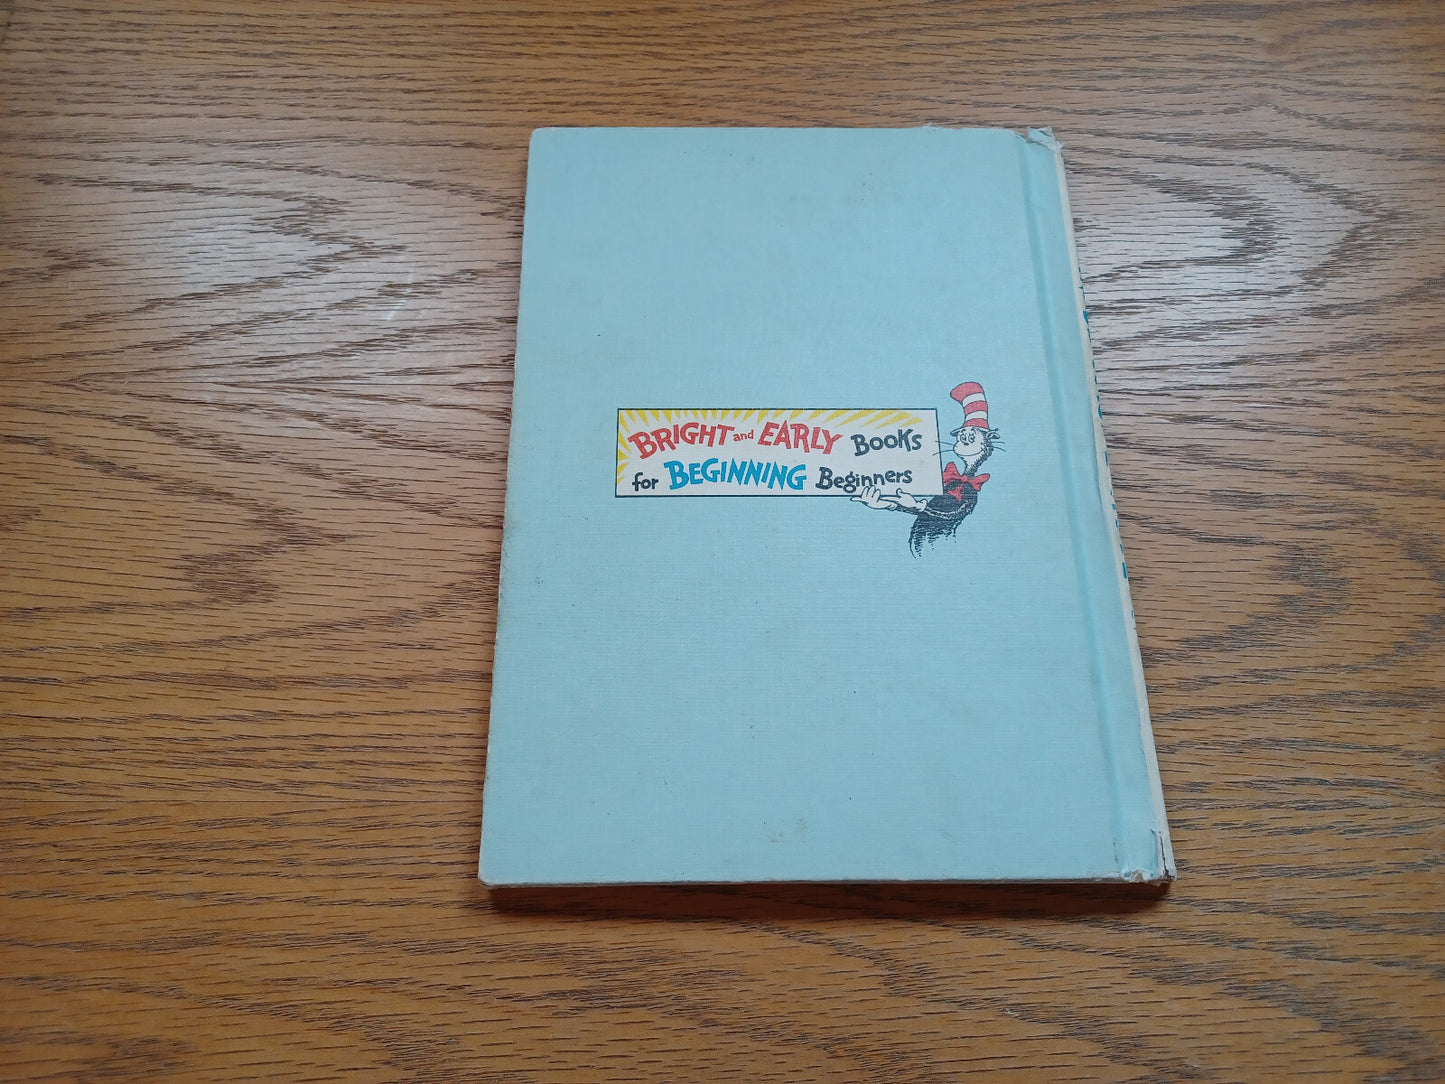 BRIGHT and EARLY Books
for BEGINNING Beginners